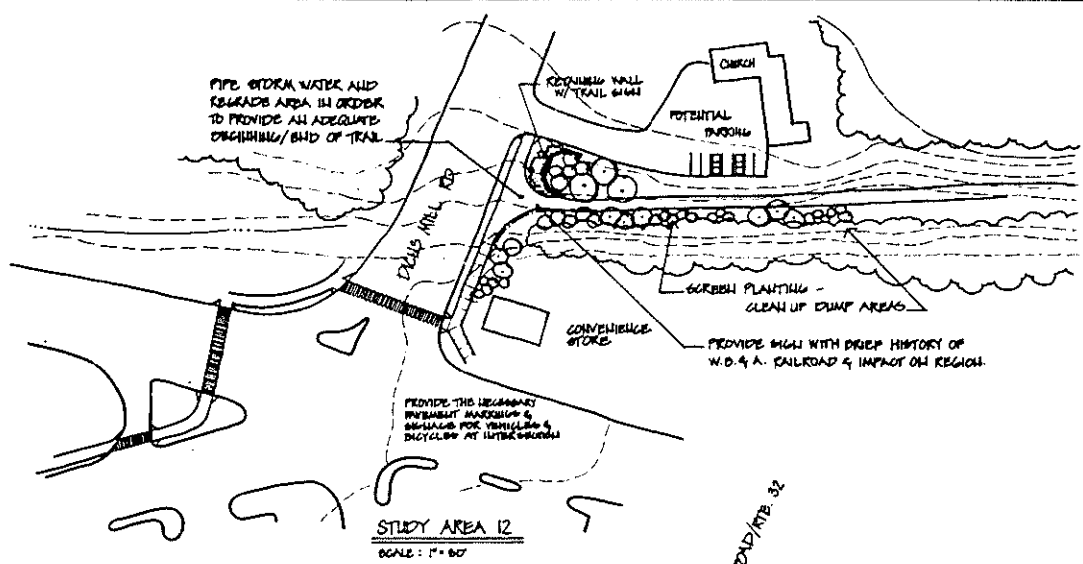 PIPE STORM WATER AND
REGRADE AREA IN ORDER
TO PROVIDE AN ADEQUATE
BEGINNING/END OF TRAIL
RETAINING WALL
W/ TRAIL SIGN
CHURCH
POTENTIAL
PARKING
DICUS MILL RD
SCREEN PLANTING -
CLEAN UP DUMP AREAS
CONVENIENCE
STORE
PROVIDE SIGN WITH BRIEF HISTORY OF
W.B. & A. RAILROAD & IMPACT ON REGION.
PROVIDE THE NECESSARY
PAVEMENT MARKINGS &
SIGNAGE FOR VEHICLES &
BICYCLES AT INTERSECTION
STUDY AREA 12
SCALE : 1" =
ROAD/RTE. 32